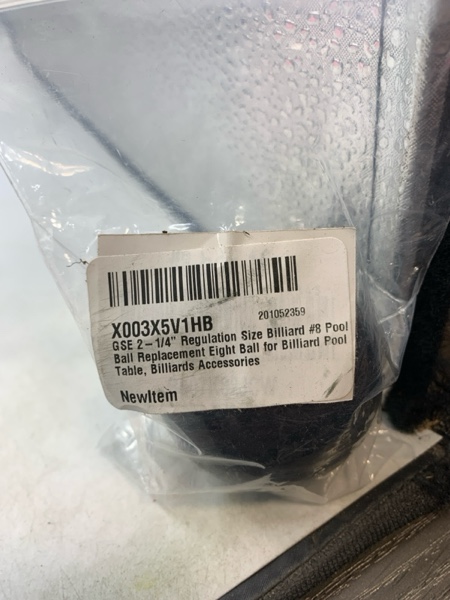 201052359
X003X5V1HB
GSE 2-1/4" Regulation Size Billiard #8 Pool
Ball Replacement Eight Ball for Billiard Pool
Table, Billiards Accessories
NewItem